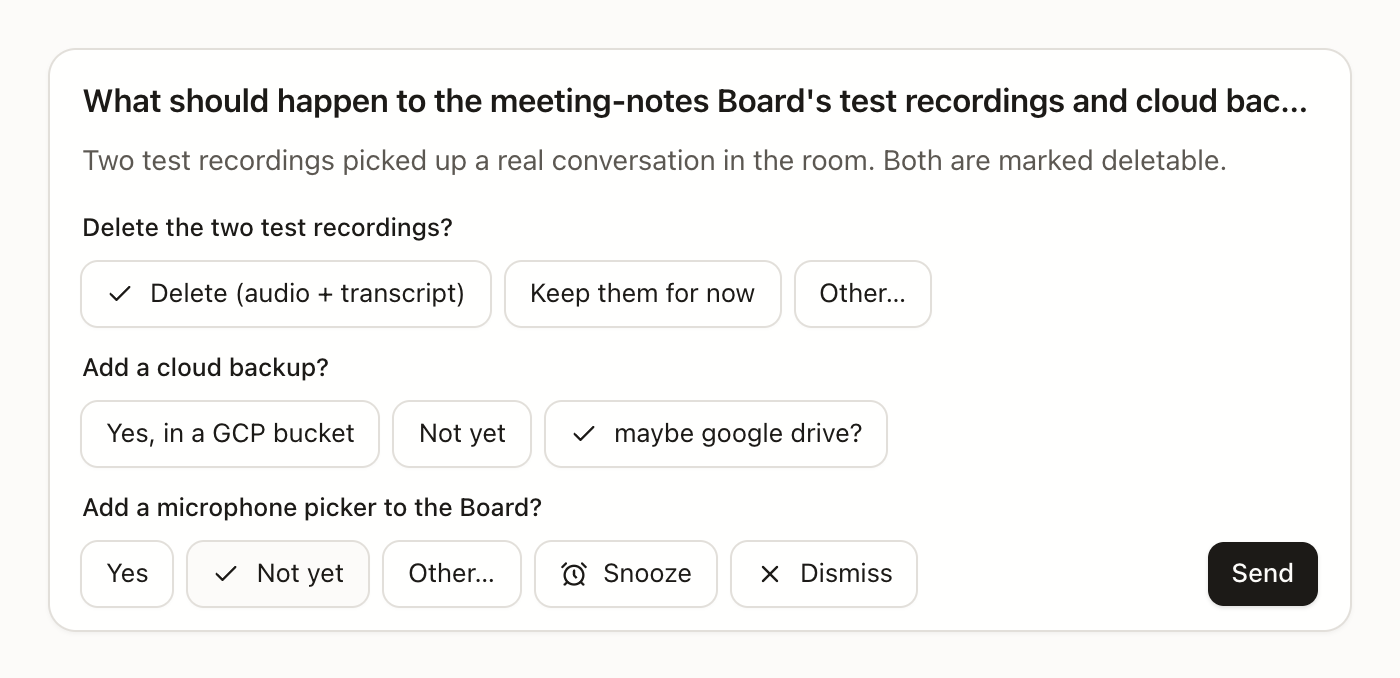 What should happen to the meeting-notes Board's test recordings and cloud bac...
Two test recordings picked up a real conversation in the room. Both are marked deletable.
Delete the two test recordings?
Delete (audio + transcript) Keep them for now Other...
Add a cloud backup?
Yes, in a GCP bucket Not yet maybe google drive?
Add a microphone picker to the Board?
Yes Not yet Other... Snooze Dismiss Send